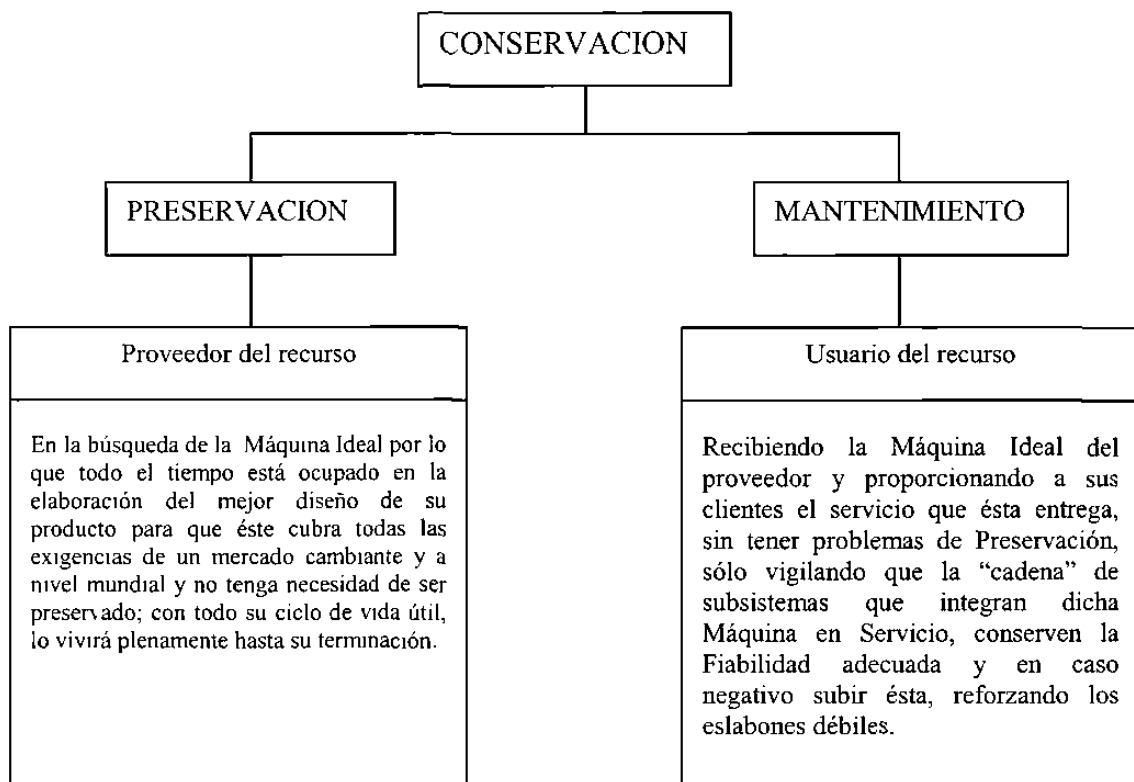 CONSERVACION
PRESERVACION
MANTENIMIENTO
Proveedor del recurso
En la búsqueda de la Máquina Ideal por lo
que todo el tiempo está ocupado en la
elaboración del mejor diseño de su
producto para que éste cubra todas las
exigencias de un mercado cambiante y a
nivel mundial y no tenga necesidad de ser
preservado; con todo su ciclo de vida útil,
lo vivirá plenamente hasta su terminación.
Usuario del recurso
Recibiendo la Máquina Ideal del
proveedor y proporcionando a sus
clientes el servicio que ésta entrega,
sin tener problemas de Preservación,
sólo vigilando que la “cadena” de
subsistemas que integran dicha
Máquina en Servicio, conserven la
Fiabilidad adecuada y en caso
negativo subir ésta, reforzando los
eslabones débiles.